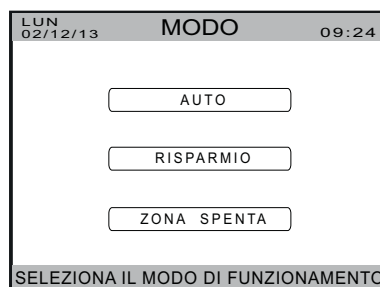 LUN MODO 09:24
02/12/13
AUTO
RISPARMIO
ZONA SPENTA
SELEZIONA IL MODO DI FUNZIONAMENTO